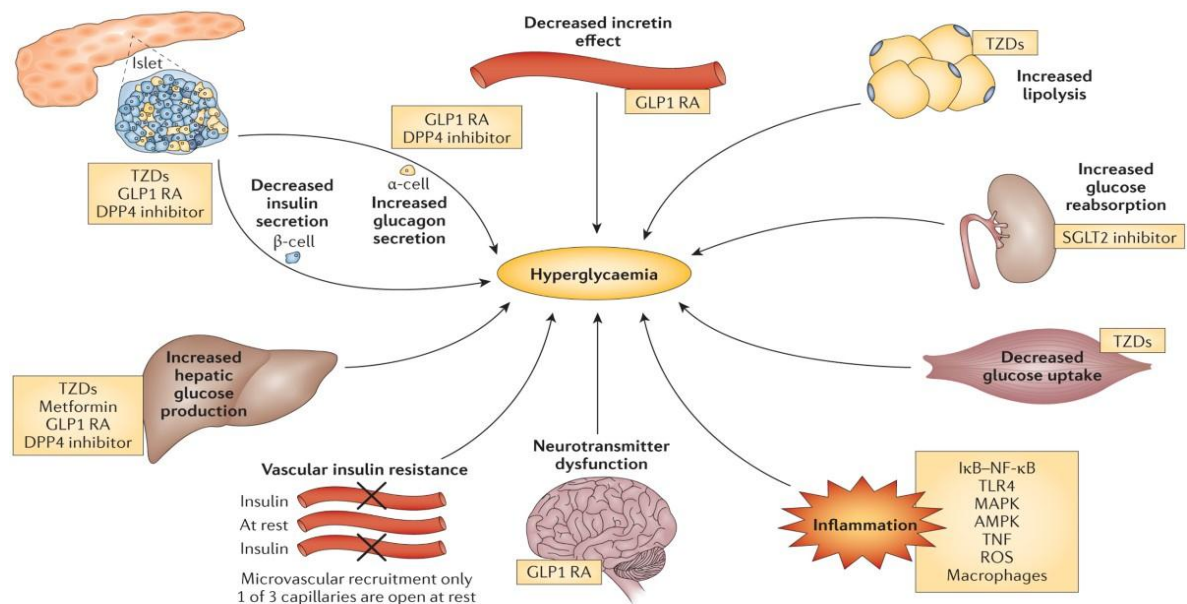 Islet
TZDs
GLP1 RA
DPP4 inhibitor
Decreased
insulin
secretion
β-cell
GLP1 RA
DPP4 inhibitor
α-cell
Increased
glucagon
secretion
Decreased incretin
effect
GLP1 RA
TZDs
Increased
lipolysis
Increased
glucose
reabsorption
SGLT2 inhibitor
Hyperglycaemia
TZDs
Decreased
glucose uptake
Increased
hepatic
glucose
production
TZDs
Metformin
GLP1 RA
DPP4 inhibitor
Vascular insulin resistance
Insulin
At rest
Insulin
Microvascular recruitment only
1 of 3 capillaries are open at rest
Neurotransmitter
dysfunction
GLP1 RA
Inflammation
IκB–NF-κB
TLR4
MAPK
AMPK
TNF
ROS
Macrophages